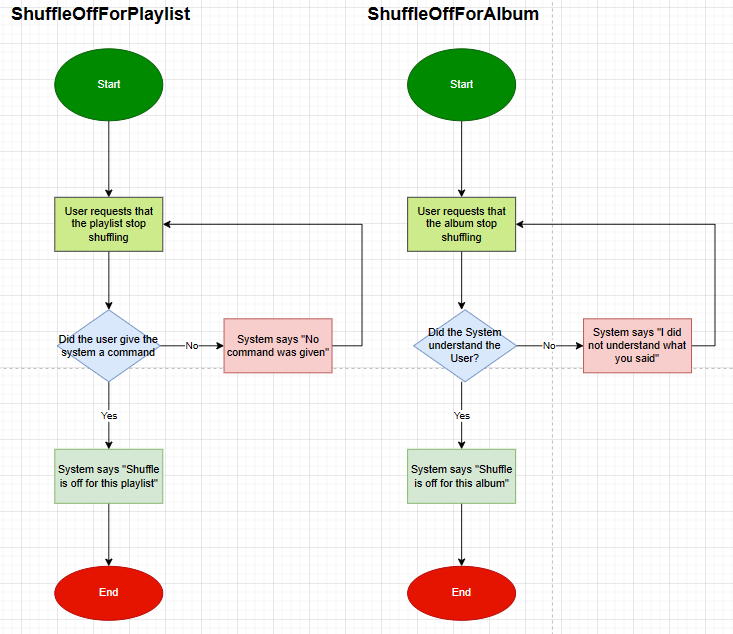 ShuffleOffForPlaylist
Start
User requests that
the playlist stop
shuffling
Did the user give the
system a command
No
System says "No
command was given"
Yes
System says "Shuffle
is off for this playlist"
End
ShuffleOffForAlbum
Start
User requests that
the album stop
shuffling
Did the System
understand the
User?
No
System says "I did
not understand what
you said"
Yes
System says "Shuffle
is off for this album"
End